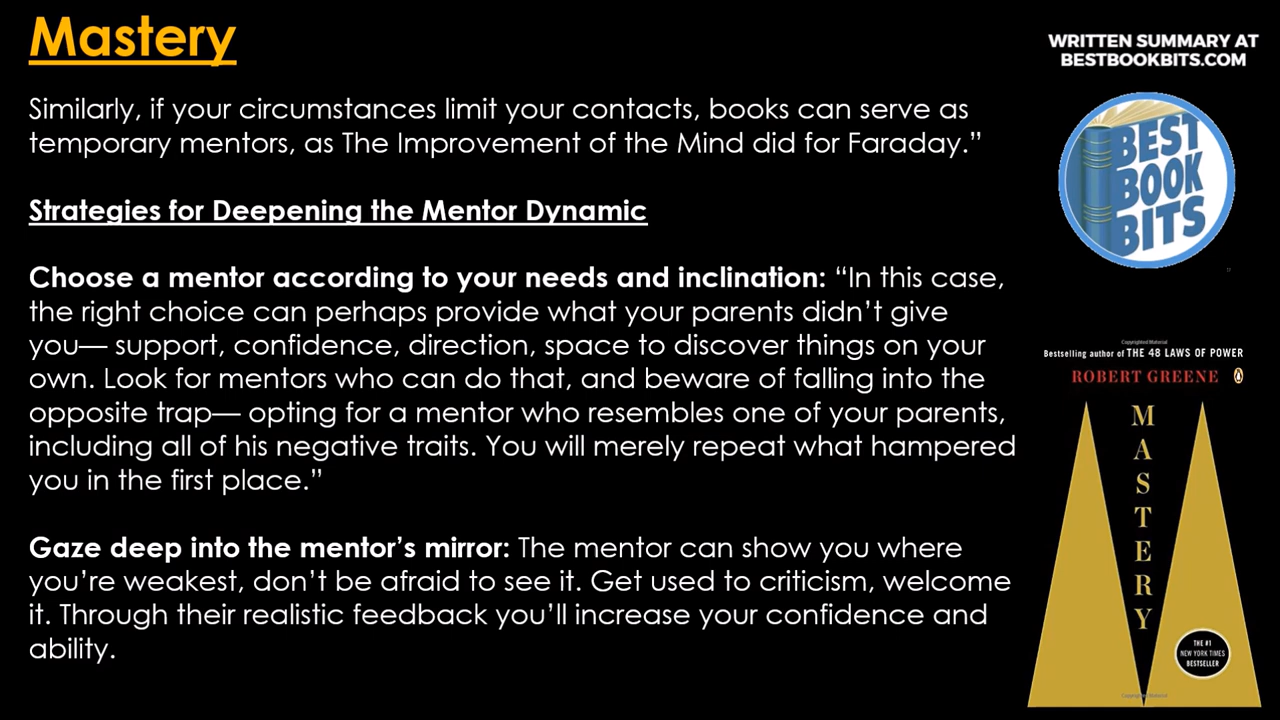 Mastery
Similarly, if your circumstances limit your contacts, books can serve as
temporary mentors, as The Improvement of the Mind did for Faraday.”
Strategies for Deepening the Mentor Dynamic
Choose a mentor according to your needs and inclination: “In this case,
the right choice can perhaps provide what your parents didn’t give
you— support, confidence, direction, space to discover things on your
own. Look for mentors who can do that, and beware of falling into the
opposite trap— opting for a mentor who resembles one of your parents,
including all of his negative traits. You will merely repeat what hampered
you in the first place.”
Gaze deep into the mentor’s mirror: The mentor can show you where
you’re weakest, don’t be afraid to see it. Get used to criticism, welcome
it. Through their realistic feedback you’ll increase your confidence and
ability.
WRITTEN SUMMARY AT
BESTBOOKBITS.COM
BEST
BOOK
BITS
Copyrighted Material
Bestselling author of THE 48 LAWS OF POWER
ROBERT GREENE
M
A
S
T
E
R
Y
THE #1
NEW YORK TIMES
BESTSELLER
Copyrighted Material